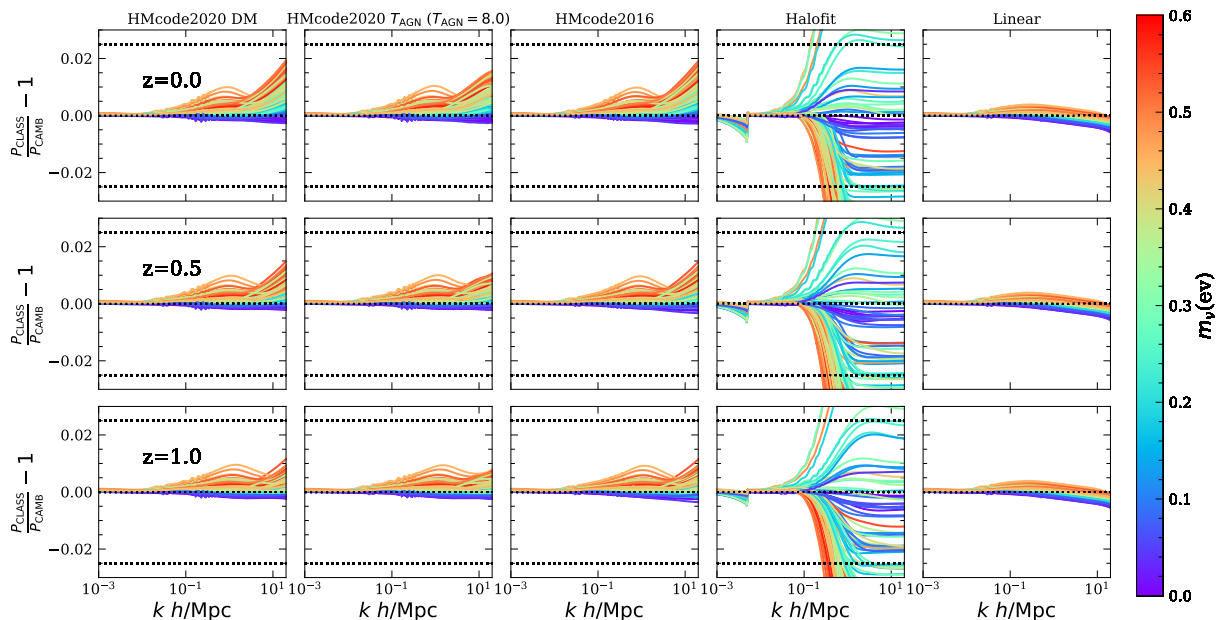 HMcode2020 DM
HMcode2020 T_AGN (T_AGN = 8.0)
HMcode2016
Halofit
Linear
0.02
0.00
−0.02
P_CLASS/P_CAMB − 1
z=0.0
0.02
0.00
−0.02
P_CLASS/P_CAMB − 1
z=0.5
0.02
0.00
−0.02
P_CLASS/P_CAMB − 1
z=1.0
10^−3 10^−1 10^1
10^−3 10^−1 10^1
10^−3 10^−1 10^1
10^−3 10^−1 10^1
10^−3 10^−1 10^1
k h/Mpc
k h/Mpc
k h/Mpc
k h/Mpc
k h/Mpc
0.6
0.5
0.4
0.3
0.2
0.1
0.0
m_ν(ev)